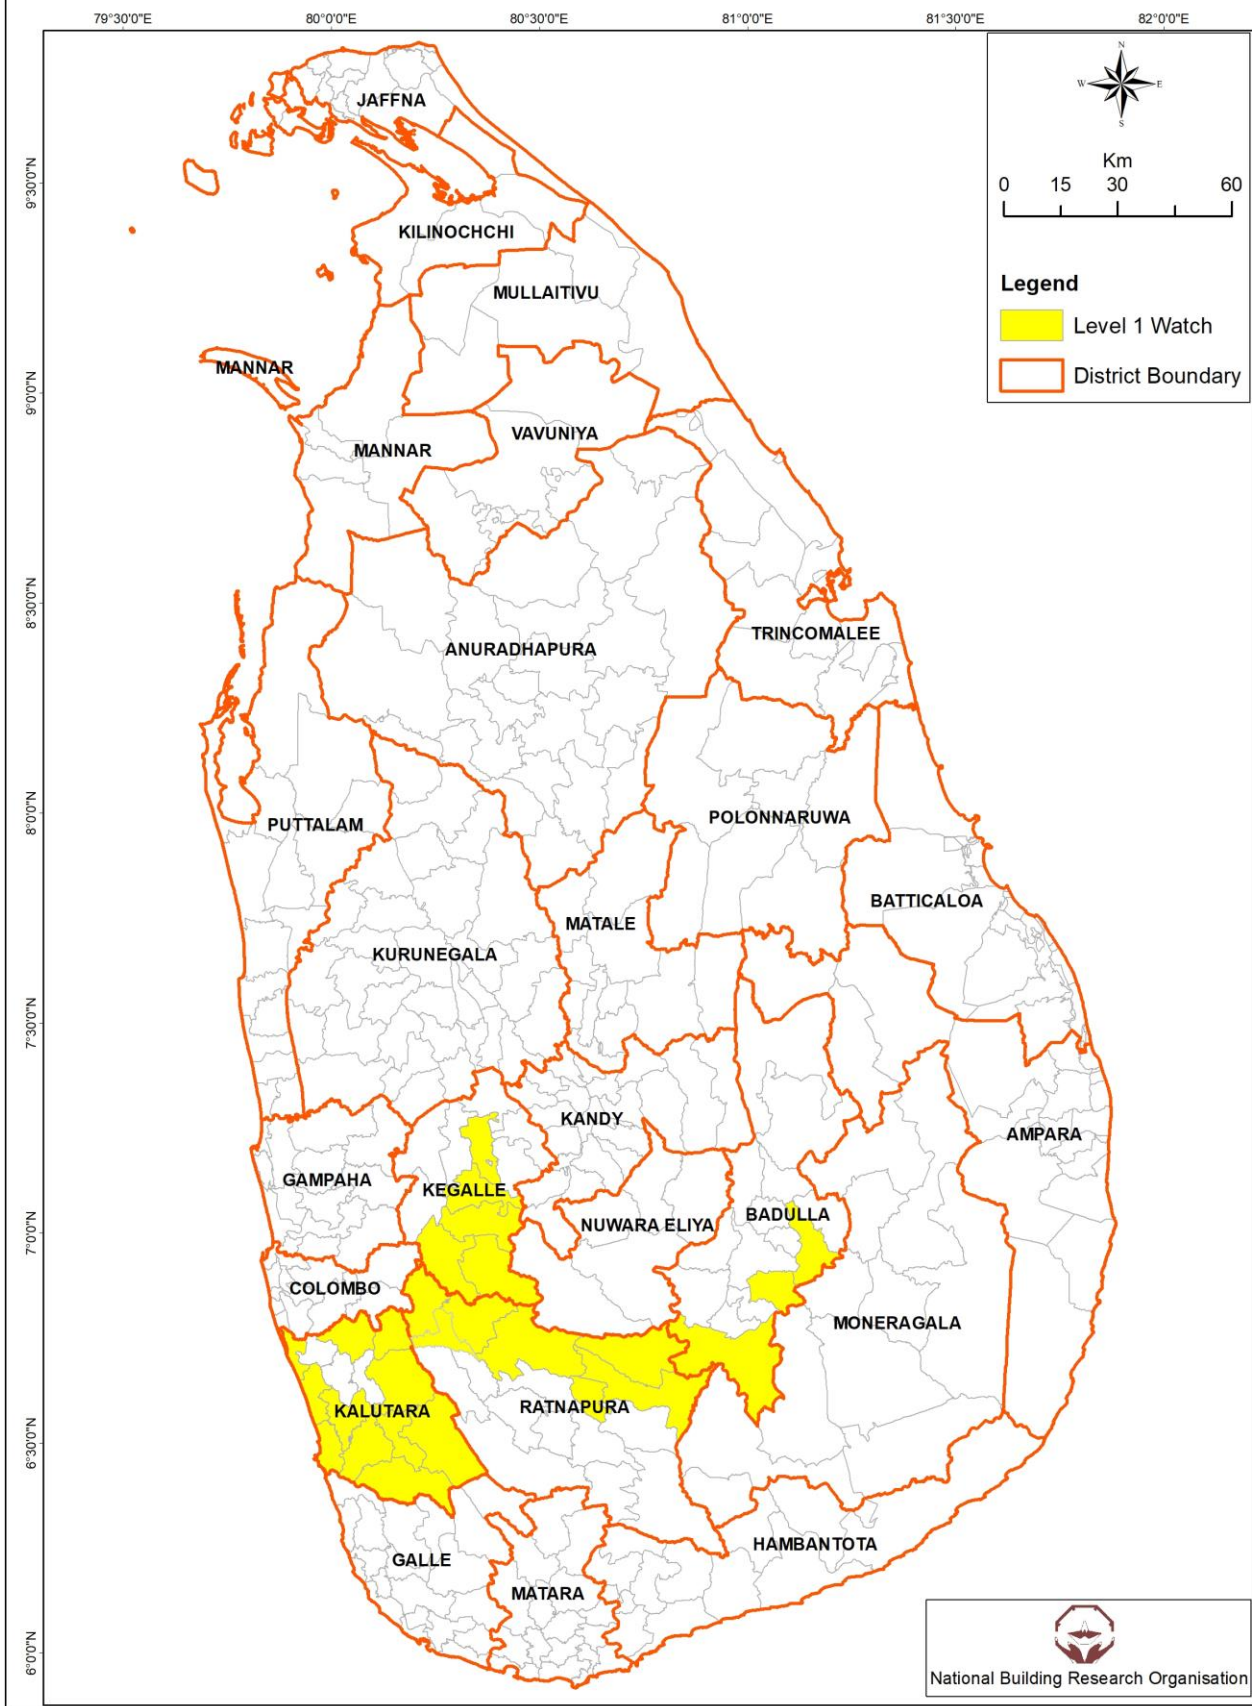 79°30'0"E 80°0'0"E 80°30'0"E 81°0'0"E 81°30'0"E 82°0'0"E
N
W E
S
Km
0 15 30 60
Legend
Level 1 Watch
District Boundary
9°30'0"N
9°0'0"N
8°30'0"N
8°0'0"N
7°30'0"N
7°0'0"N
6°30'0"N
6°0'0"N
JAFFNA
KILINOCHCHI
MULLAITIVU
MANNAR
VAVUNIYA
MANNAR
TRINCOMALEE
ANURADHAPURA
POLONNARUWA
PUTTALAM
BATTICALOA
MATALE
KURUNEGALA
KANDY
AMPARA
GAMPAHA
KEGALLE
BADULLA
NUWARA ELIYA
COLOMBO
MONERAGALA
RATNAPURA
KALUTARA
HAMBANTOTA
GALLE
MATARA
National Building Research Organisation